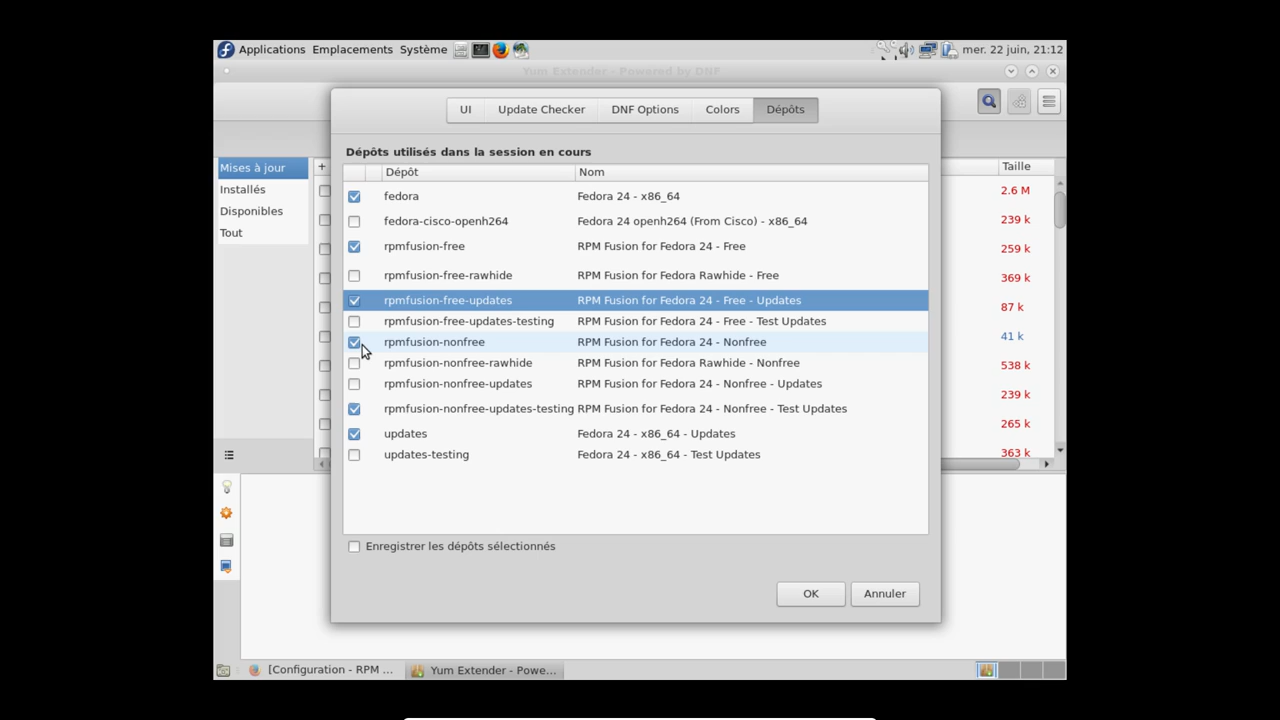 Applications Emplacements Système mer. 22 juin, 21:12
Yum Extender - Powered by DNF
UI Update Checker DNF Options Colors Dépôts
Dépôts utilisés dans la session en cours
Mises à jour
Installés
Disponibles
Tout
+
Dépôt Nom
fedora Fedora 24 - x86_64
fedora-cisco-openh264 Fedora 24 openh264 (From Cisco) - x86_64
rpmfusion-free RPM Fusion for Fedora 24 - Free
rpmfusion-free-rawhide RPM Fusion for Fedora Rawhide - Free
rpmfusion-free-updates RPM Fusion for Fedora 24 - Free - Updates
rpmfusion-free-updates-testing RPM Fusion for Fedora 24 - Free - Test Updates
rpmfusion-nonfree RPM Fusion for Fedora 24 - Nonfree
rpmfusion-nonfree-rawhide RPM Fusion for Fedora Rawhide - Nonfree
rpmfusion-nonfree-updates RPM Fusion for Fedora 24 - Nonfree - Updates
rpmfusion-nonfree-updates-testing RPM Fusion for Fedora 24 - Nonfree - Test Updates
updates Fedora 24 - x86_64 - Updates
updates-testing Fedora 24 - x86_64 - Test Updates
Taille
2.6 M
239 k
259 k
369 k
87 k
41 k
538 k
239 k
265 k
363 k
Enregistrer les dépôts sélectionnés
OK Annuler
[Configuration - RPM ... Yum Extender - Powe...